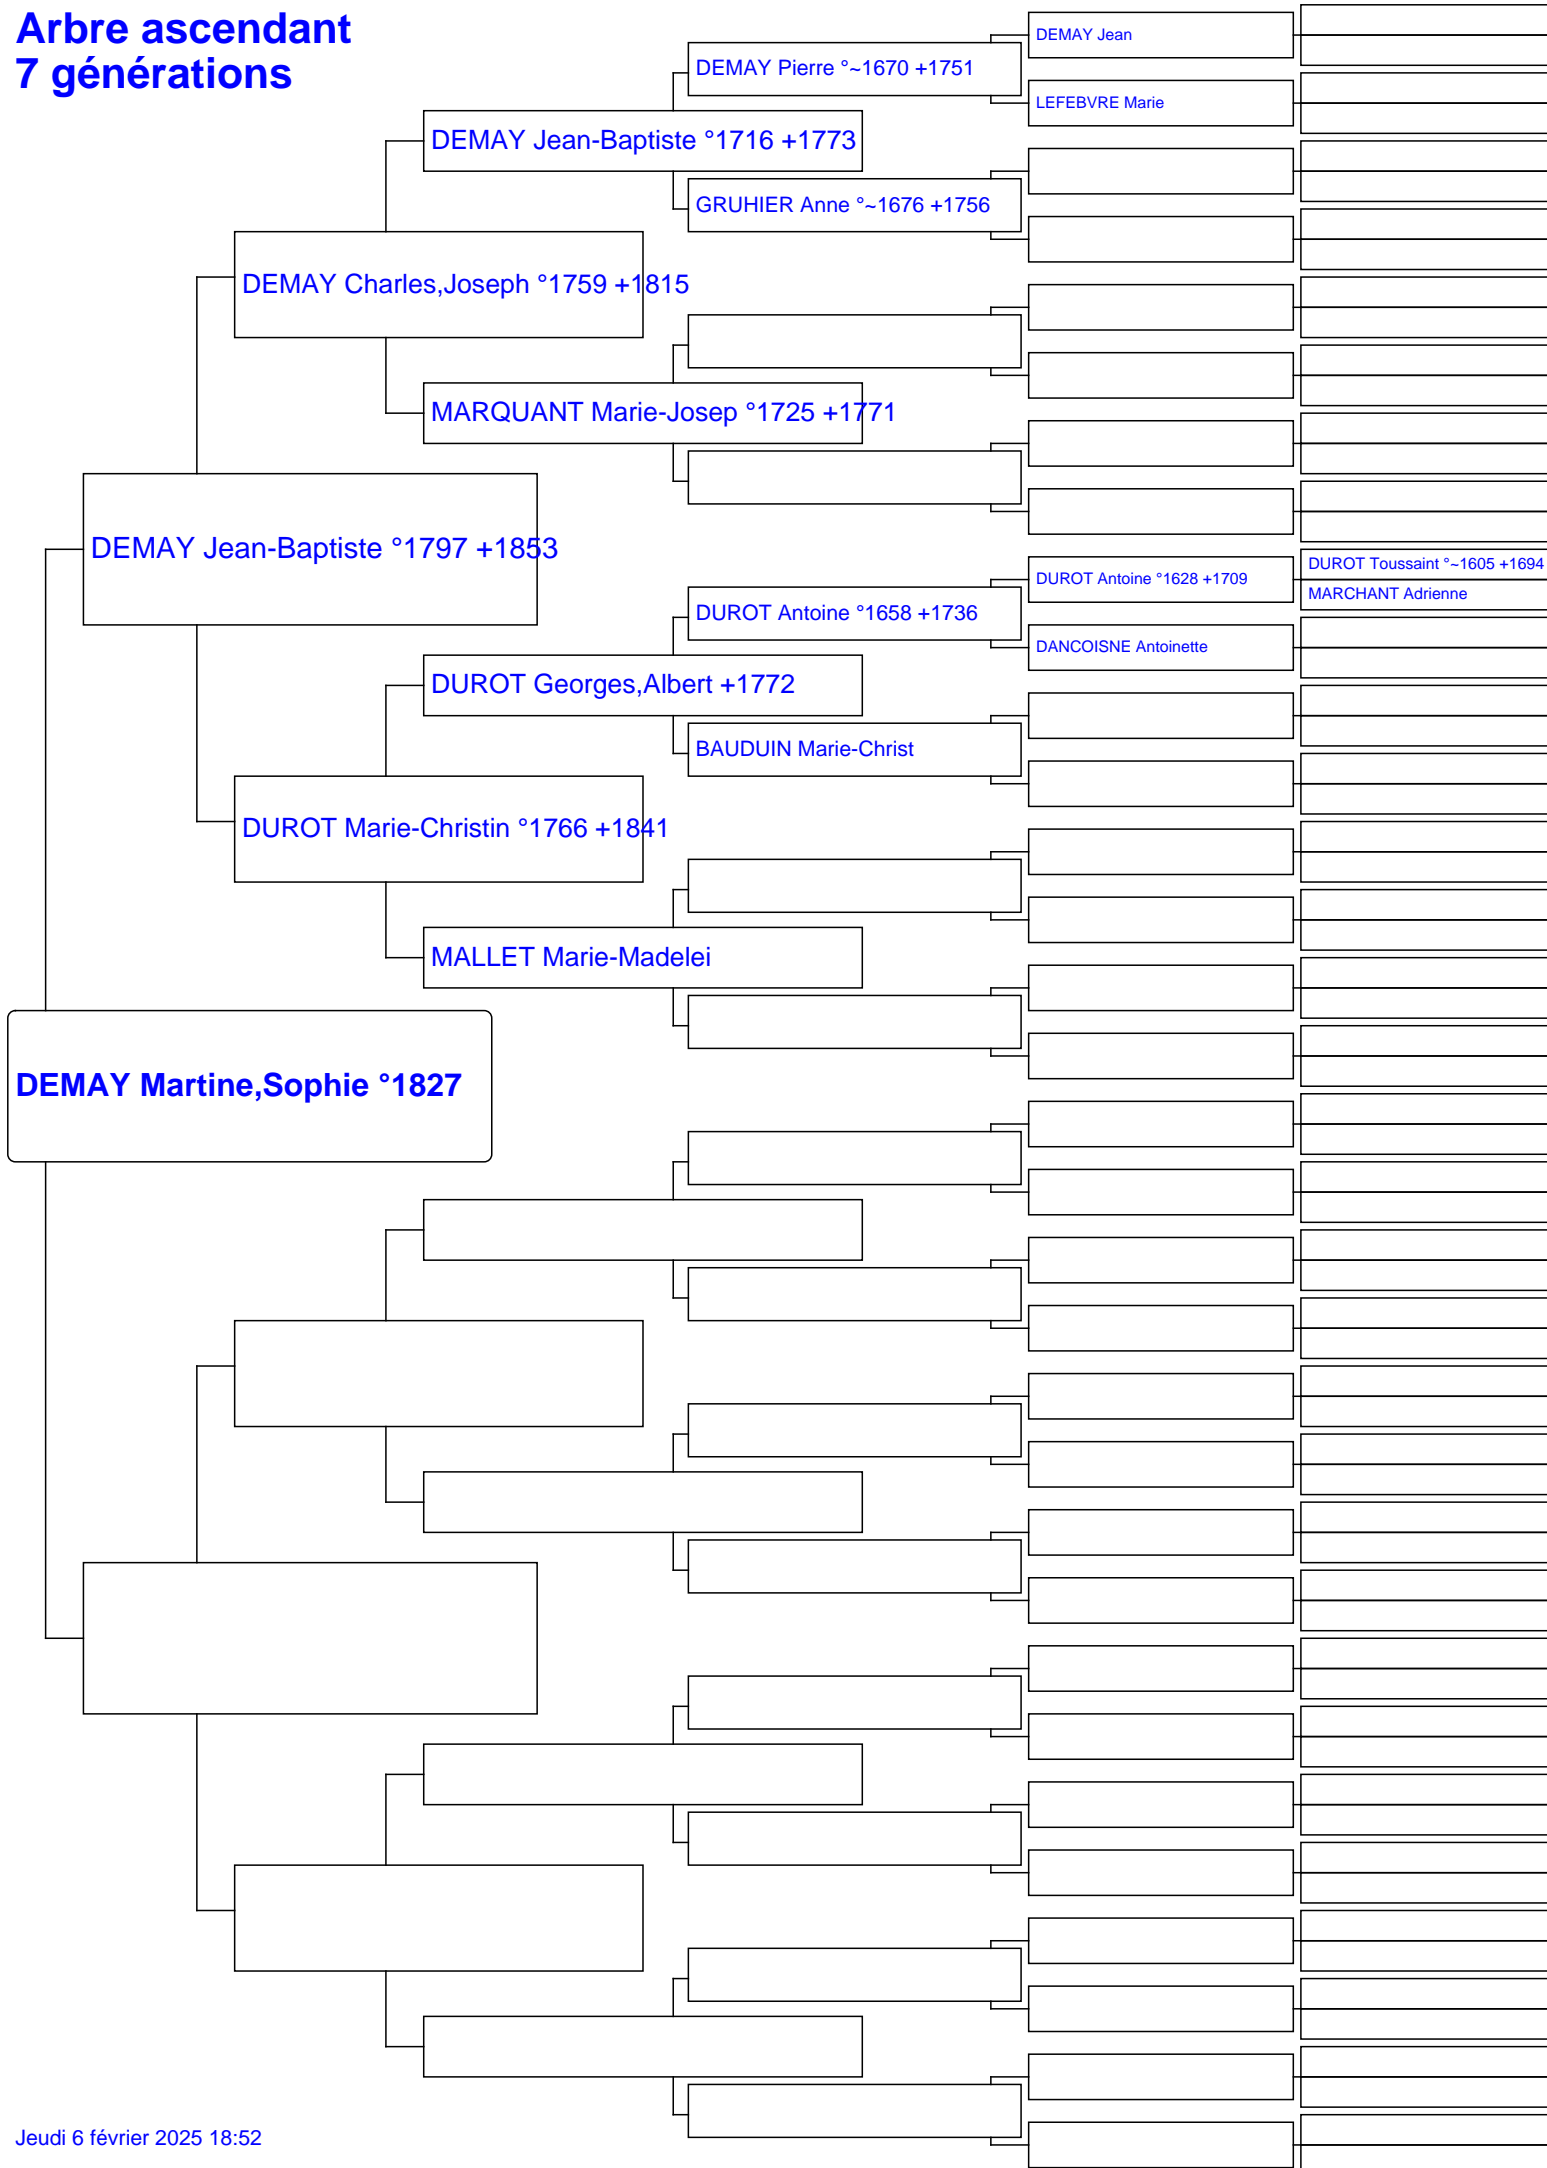 Arbre ascendant
7 générations
DEMAY Jean
DEMAY Pierre °~1670 +1751
LEFEBVRE Marie
DEMAY Jean-Baptiste °1716 +1773
GRUHIER Anne °~1676 +1756
DEMAY Charles,Joseph °1759 +1815
MARQUANT Marie-Josep °1725 +1771
DEMAY Jean-Baptiste °1797 +1853
DUROT Toussaint °~1605 +1694
DUROT Antoine °1628 +1709
MARCHANT Adrienne
DUROT Antoine °1658 +1736
DANCOISNE Antoinette
DUROT Georges,Albert +1772
BAUDUIN Marie-Christ
DUROT Marie-Christin °1766 +1841
MALLET Marie-Madelei
DEMAY Martine,Sophie °1827
Jeudi 6 février 2025 18:52